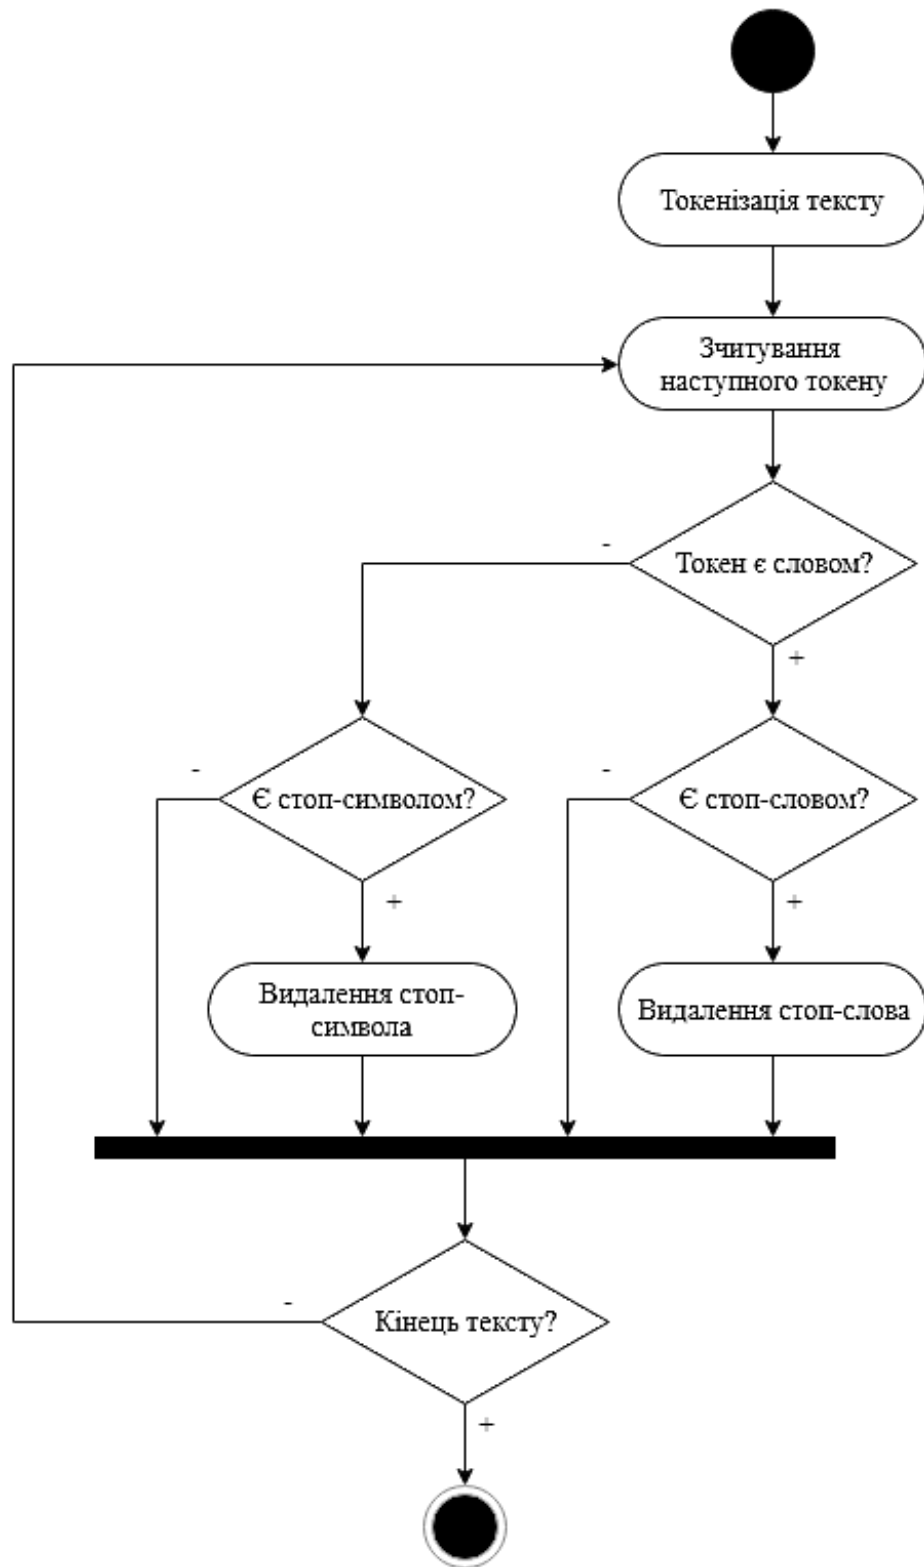 Токенізація тексту
Зчитування
наступного токену
-
Токен є словом?
+
-
Є стоп-символом?
-
Є стоп-словом?
+
+
Видалення стоп-
символа
Видалення стоп-слова
-
Кінець тексту?
+